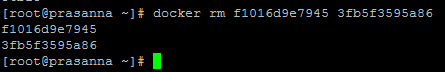 [root@prasanna ~]# docker rm f1016d9e7945 3fb5f3595a86
f1016d9e7945
3fb5f3595a86
[root@prasanna ~]#